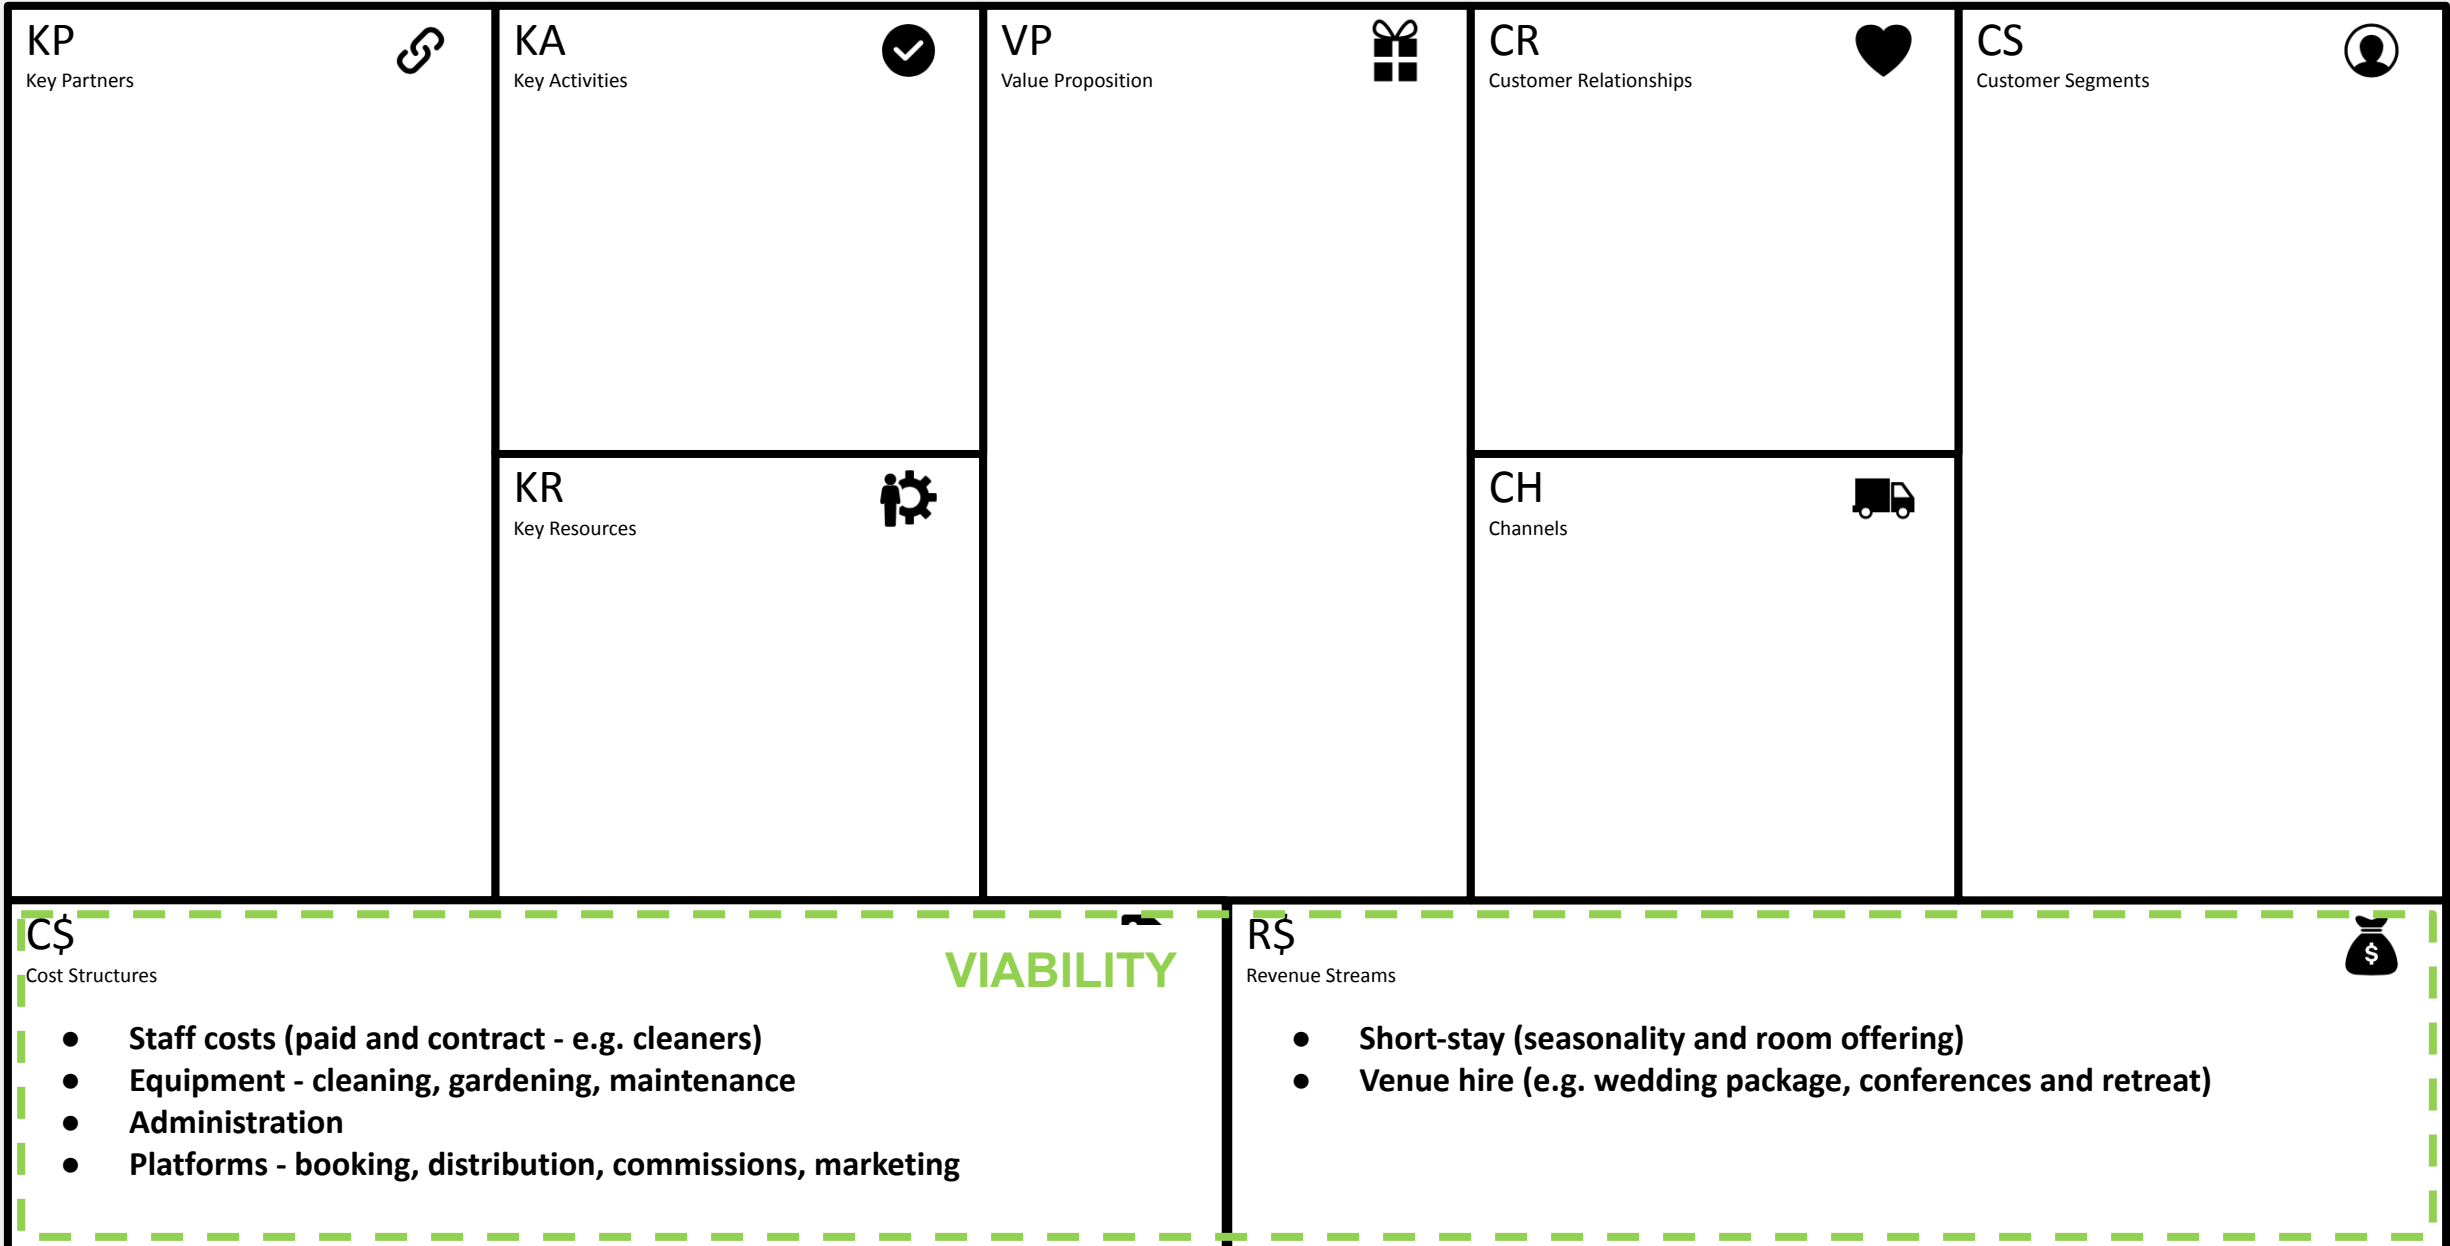 KP
Key Partners
KA
Key Activities
VP
Value Proposition
CR
Customer Relationships
CS
Customer Segments
KR
Key Resources
CH
Channels
C$
Cost Structures
VIABILITY
● Staff costs (paid and contract - e.g. cleaners)
● Equipment - cleaning, gardening, maintenance
● Administration
● Platforms - booking, distribution, commissions, marketing
R$
Revenue Streams
$
● Short-stay (seasonality and room offering)
● Venue hire (e.g. wedding package, conferences and retreat)